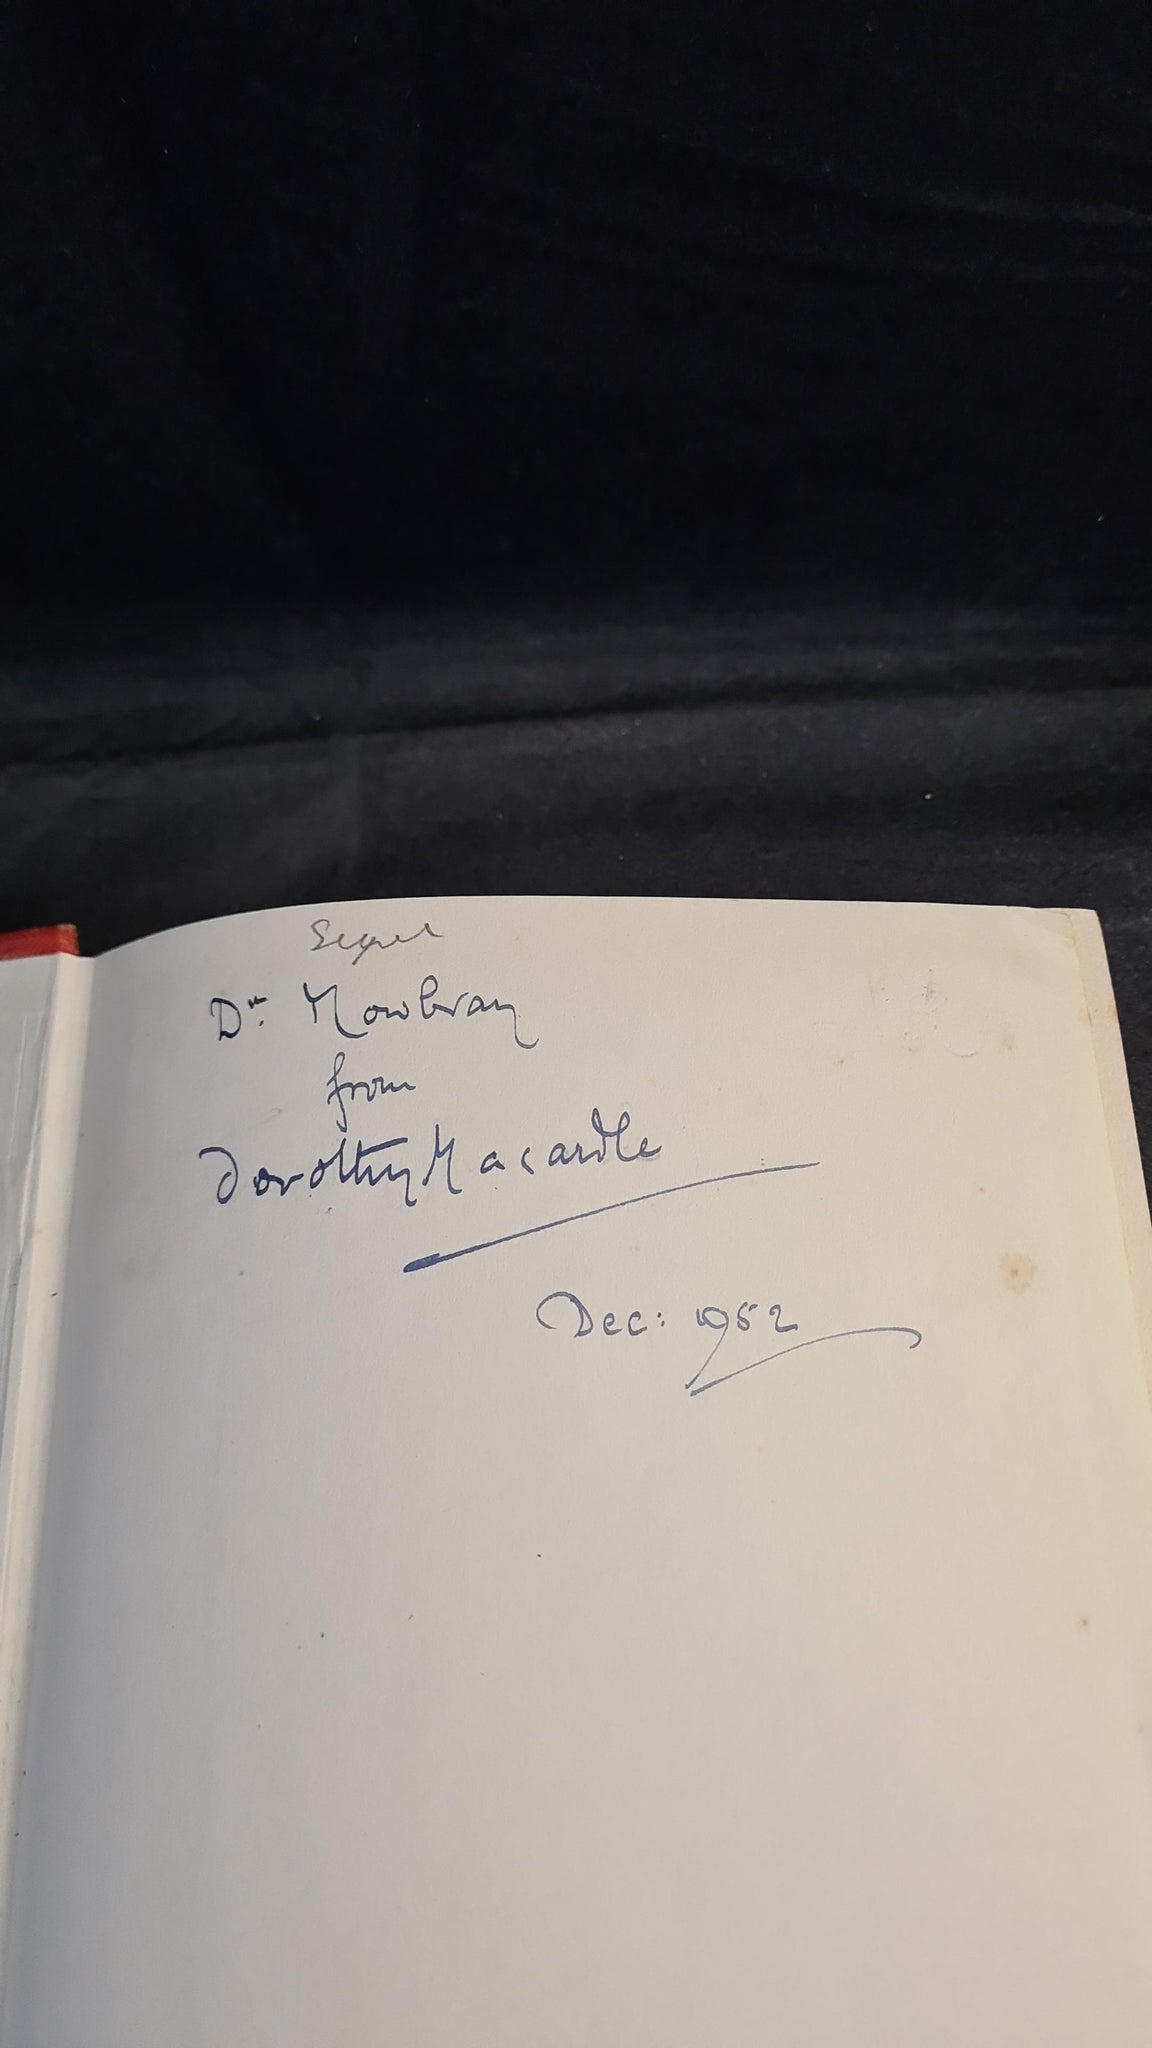 Signed
Dr. Mowbray
from
Dorothy Macardle
Dec: 1952